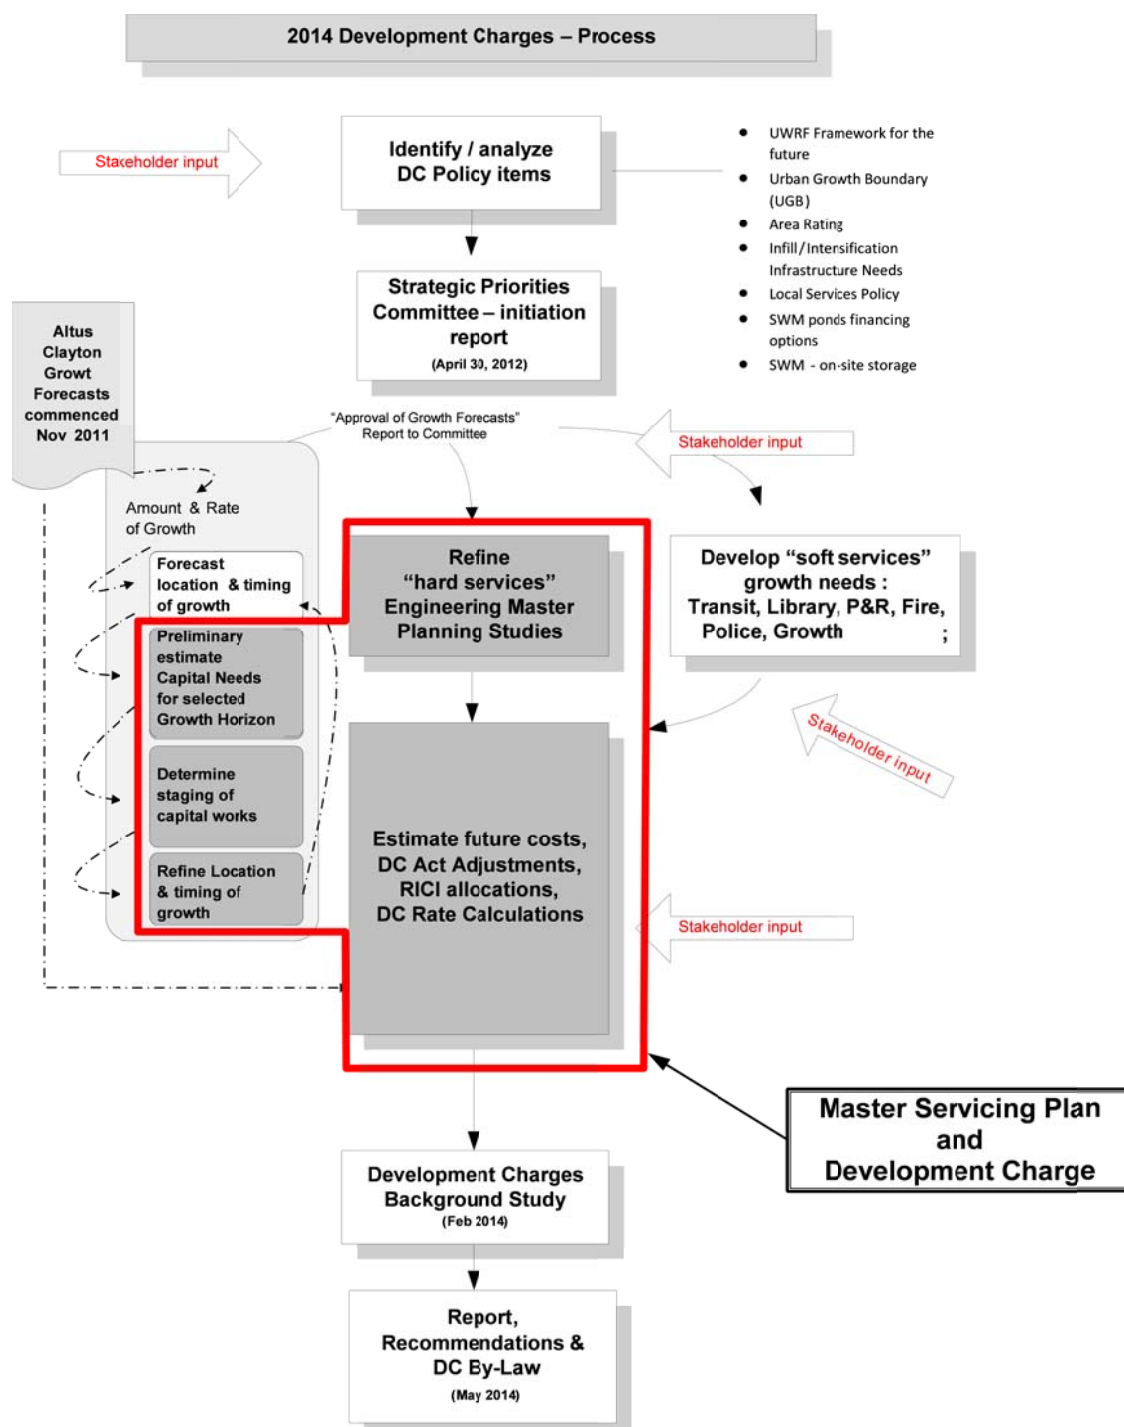 2014 Development Charges – Process
Stakeholder input
Identify / analyze
DC Policy items
● UWRF Framework for the
future
● Urban Growth Boundary
(UGB)
● Area Rating
● Infill/Intensification
Infrastructure Needs
● Local Services Policy
● SWM ponds financing
options
● SWM - on-site storage
Strategic Priorities
Committee – initiation
report
(April 30, 2012)
Altus
Clayton
Growt
Forecasts
commenced
Nov 2011
“Approval of Growth Forecasts”
Report to Committee
Stakeholder input
Amount & Rate
of Growth
Forecast
location & timing
of growth
Preliminary
estimate
Capital Needs
for selected
Growth Horizon
Determine
staging of
capital works
Refine Location
& timing of
growth
Refine
“hard services”
Engineering Master
Planning Studies
Develop “soft services”
growth needs :
Transit, Library, P&R, Fire,
Police, Growth ;
Stakeholder input
Estimate future costs,
DC Act Adjustments,
RICI allocations,
DC Rate Calculations
Stakeholder input
Master Servicing Plan
and
Development Charge
Development Charges
Background Study
(Feb 2014)
Report,
Recommendations &
DC By-Law
(May 2014)